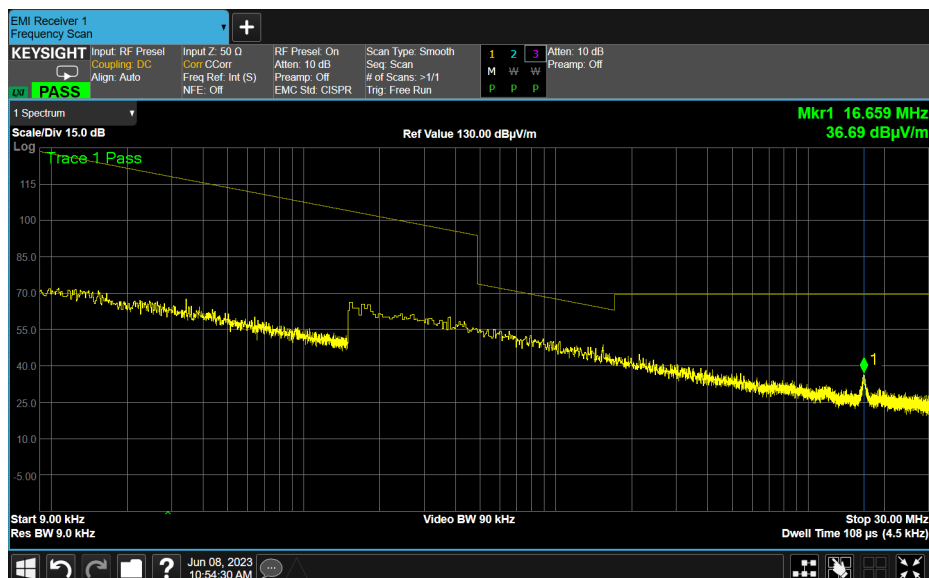 EMI Receiver 1
Frequency Scan
+
KEYSIGHT
Input: RF Presel
Coupling: DC
Align: Auto
Input Z: 50 Ω
Corr CCorr
Freq Ref: Int (S)
NFE: Off
RF Presel: On
Atten: 10 dB
Preamp: Off
EMC Std: CISPR
Scan Type: Smooth
Seq: Scan
# of Scans: >1/1
Trig: Free Run
1 2 3
M W W
P P P
Atten: 10 dB
Preamp: Off
LXI PASS
1 Spectrum
Mkr1 16.659 MHz
Scale/Div 15.0 dB
Ref Value 130.00 dBµV/m
36.69 dBµV/m
Log
Trace 1 Pass
115
100
85.0
70.0
55.0
40.0
1
25.0
10.0
-5.00
Start 9.00 kHz
Video BW 90 kHz
Stop 30.00 MHz
Res BW 9.0 kHz
Dwell Time 108 µs (4.5 kHz)
?
Jun 08, 2023
10:54:30 AM